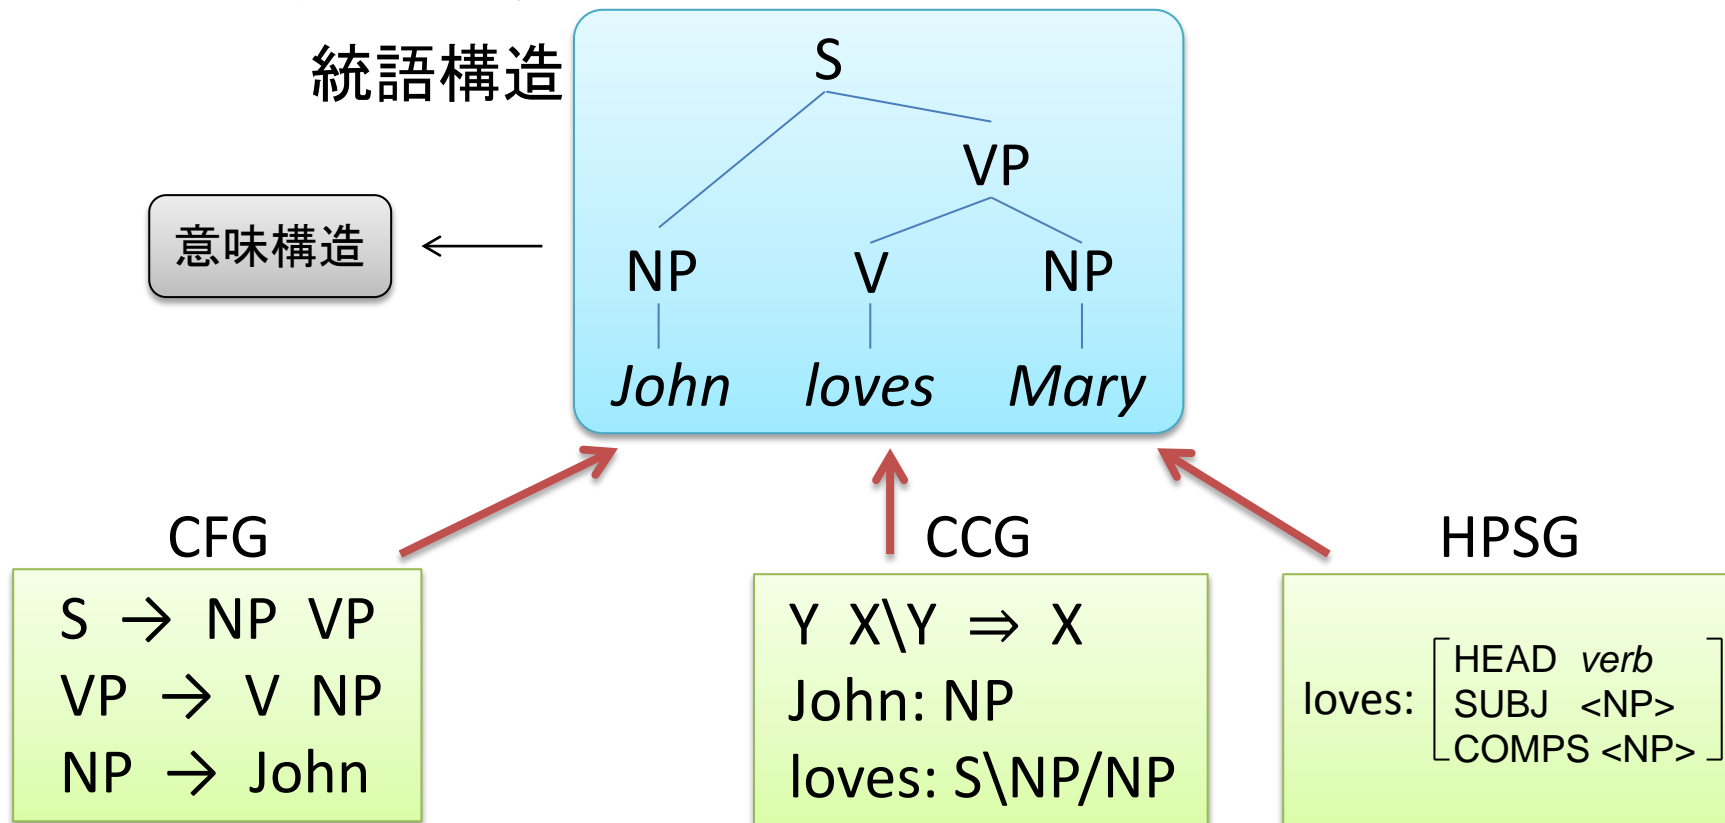 統語構造
S
VP
意味構造
NP V NP
John loves Mary
CFG
S → NP VP
VP → V NP
NP → John
CCG
Y X\Y ⇒ X
John: NP
loves: S\NP/NP
HPSG
loves:
HEAD verb
SUBJ <NP>
COMPS <NP>